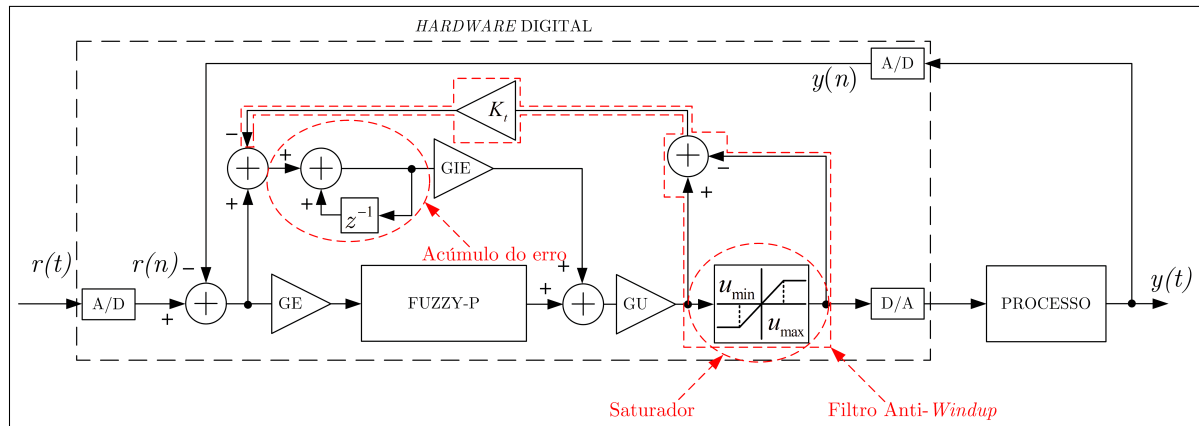 HARDWARE DIGITAL
A/D
y(n)
K_t
−
+
+
+
GIE
−
+
+
z⁻¹
+
Acúmulo do erro
r(t)
r(n)
−
+
u_min
u_max
A/D
+
+
GE
FUZZY-P
+
+
GU
D/A
PROCESSO
y(t)
Saturador
Filtro Anti-Windup